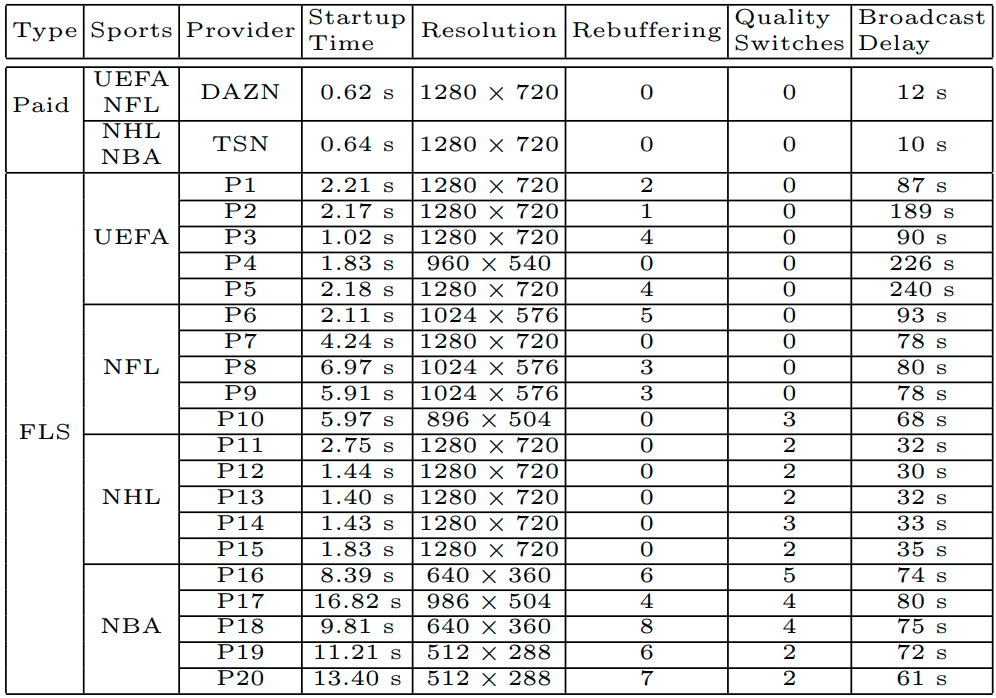 Type Sports Provider Startup Time Resolution Rebuffering Quality Switches Broadcast Delay
Paid UEFA NFL DAZN 0.62 s 1280 × 720 0 0 12 s
NHL NBA TSN 0.64 s 1280 × 720 0 0 10 s
FLS UEFA P1 2.21 s 1280 × 720 2 0 87 s
P2 2.17 s 1280 × 720 1 0 189 s
P3 1.02 s 1280 × 720 4 0 90 s
P4 1.83 s 960 × 540 0 0 226 s
P5 2.18 s 1280 × 720 4 0 240 s
NFL P6 2.11 s 1024 × 576 5 0 93 s
P7 4.24 s 1280 × 720 0 0 78 s
P8 6.97 s 1024 × 576 3 0 80 s
P9 5.91 s 1024 × 576 3 0 78 s
P10 5.97 s 896 × 504 0 3 68 s
NHL P11 2.75 s 1280 × 720 0 2 32 s
P12 1.44 s 1280 × 720 0 2 30 s
P13 1.40 s 1280 × 720 0 2 32 s
P14 1.43 s 1280 × 720 0 3 33 s
P15 1.83 s 1280 × 720 0 2 35 s
NBA P16 8.39 s 640 × 360 6 5 74 s
P17 16.82 s 986 × 504 4 4 80 s
P18 9.81 s 640 × 360 8 4 75 s
P19 11.21 s 512 × 288 6 2 72 s
P20 13.40 s 512 × 288 7 2 61 s